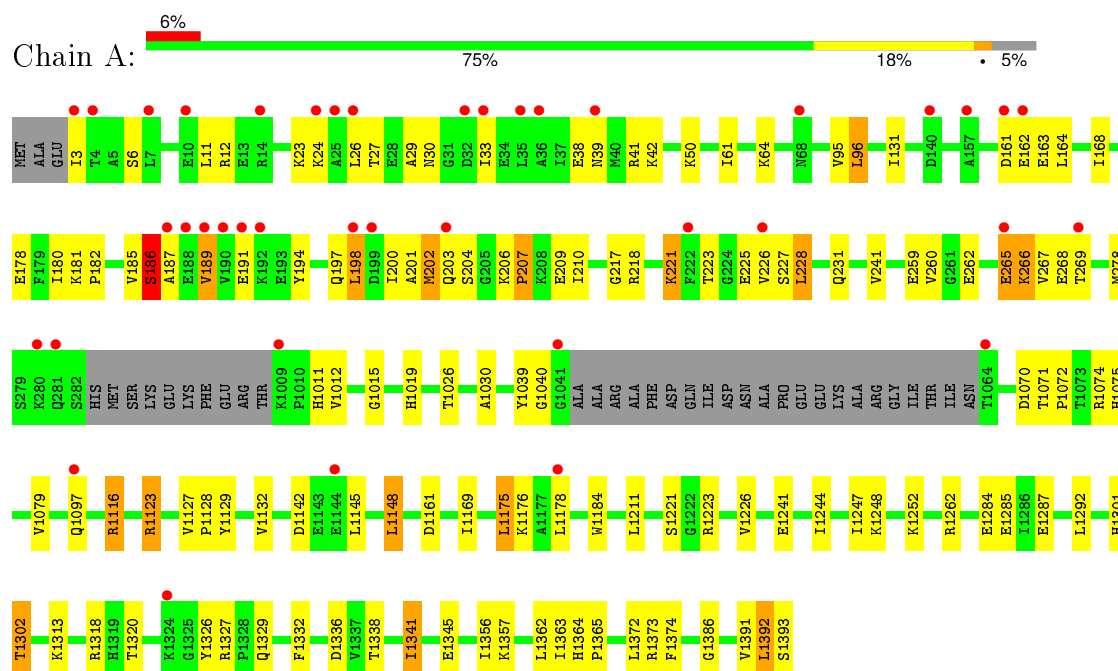 6%
Chain A:
75% 18% • 5%
MET ALA GLU I3 T4 A5 S6 L7 E10 L11 R12 E13 R14 K23 K24 A25 L26 T27 E28 A29 N30 G31 D32 I33 E34 L35 A36 I37 E38 N39 M40 R41 K42 K50 I61 K64 N68 V95 L96 I131 D140 A157 D161 E162 E163 L164 I168
E178 F179 I180 K181 P182 V185 S186 A187 E188 V189 V190 E191 K192 E193 Y194 Q197 L198 D199 I200 A201 M202 Q203 S204 G205 K206 P207 K208 E209 I210 G217 R218 K221 F222 T223 G224 E225 V226 S227 L228 Q231 V241 E259 V260 G261 E262 E265 K266 V267 E268 T269 M278
S279 K280 Q281 S282 HIS MET SER LYS GLU LYS PHE GLU ARG THR K1009 P1010 H1011 V1012 G1015 H1019 T1026 A1030 Y1039 G1040 G1041 ALA ALA ARG ALA PHE ASP GLN ILE ASP ASN ALA PRO GLU GLU LYS ALA ARG GLY ILE THR ILE ASN T1064 D1070 T1071 P1072 T1073 R1074 H1075
V1079 Q1097 R1116 R1123 V1127 P1128 Y1129 V1132 D1142 E1143 E1144 L1145 L1148 D1161 I1169 L1175 K1176 A1177 L1178 W1184 L1211 S1221 G1222 R1223 V1226 E1241 I1244 I1247 K1248 K1252 R1262 E1284 E1285 I1286 E1287 L1292 H1301
T1302 K1313 R1318 H1319 T1320 K1324 G1325 Y1326 R1327 P1328 Q1329 F1332 D1336 V1337 T1338 I1341 E1345 I1356 K1357 L1362 I1363 H1364 P1365 L1372 R1373 F1374 G1386 V1391 L1392 S1393